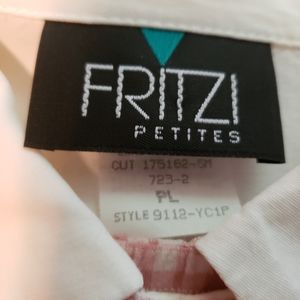 FRITZI
PETITES
CUT 175162-5M
723-2
PL
STYLE 9112-YC1P